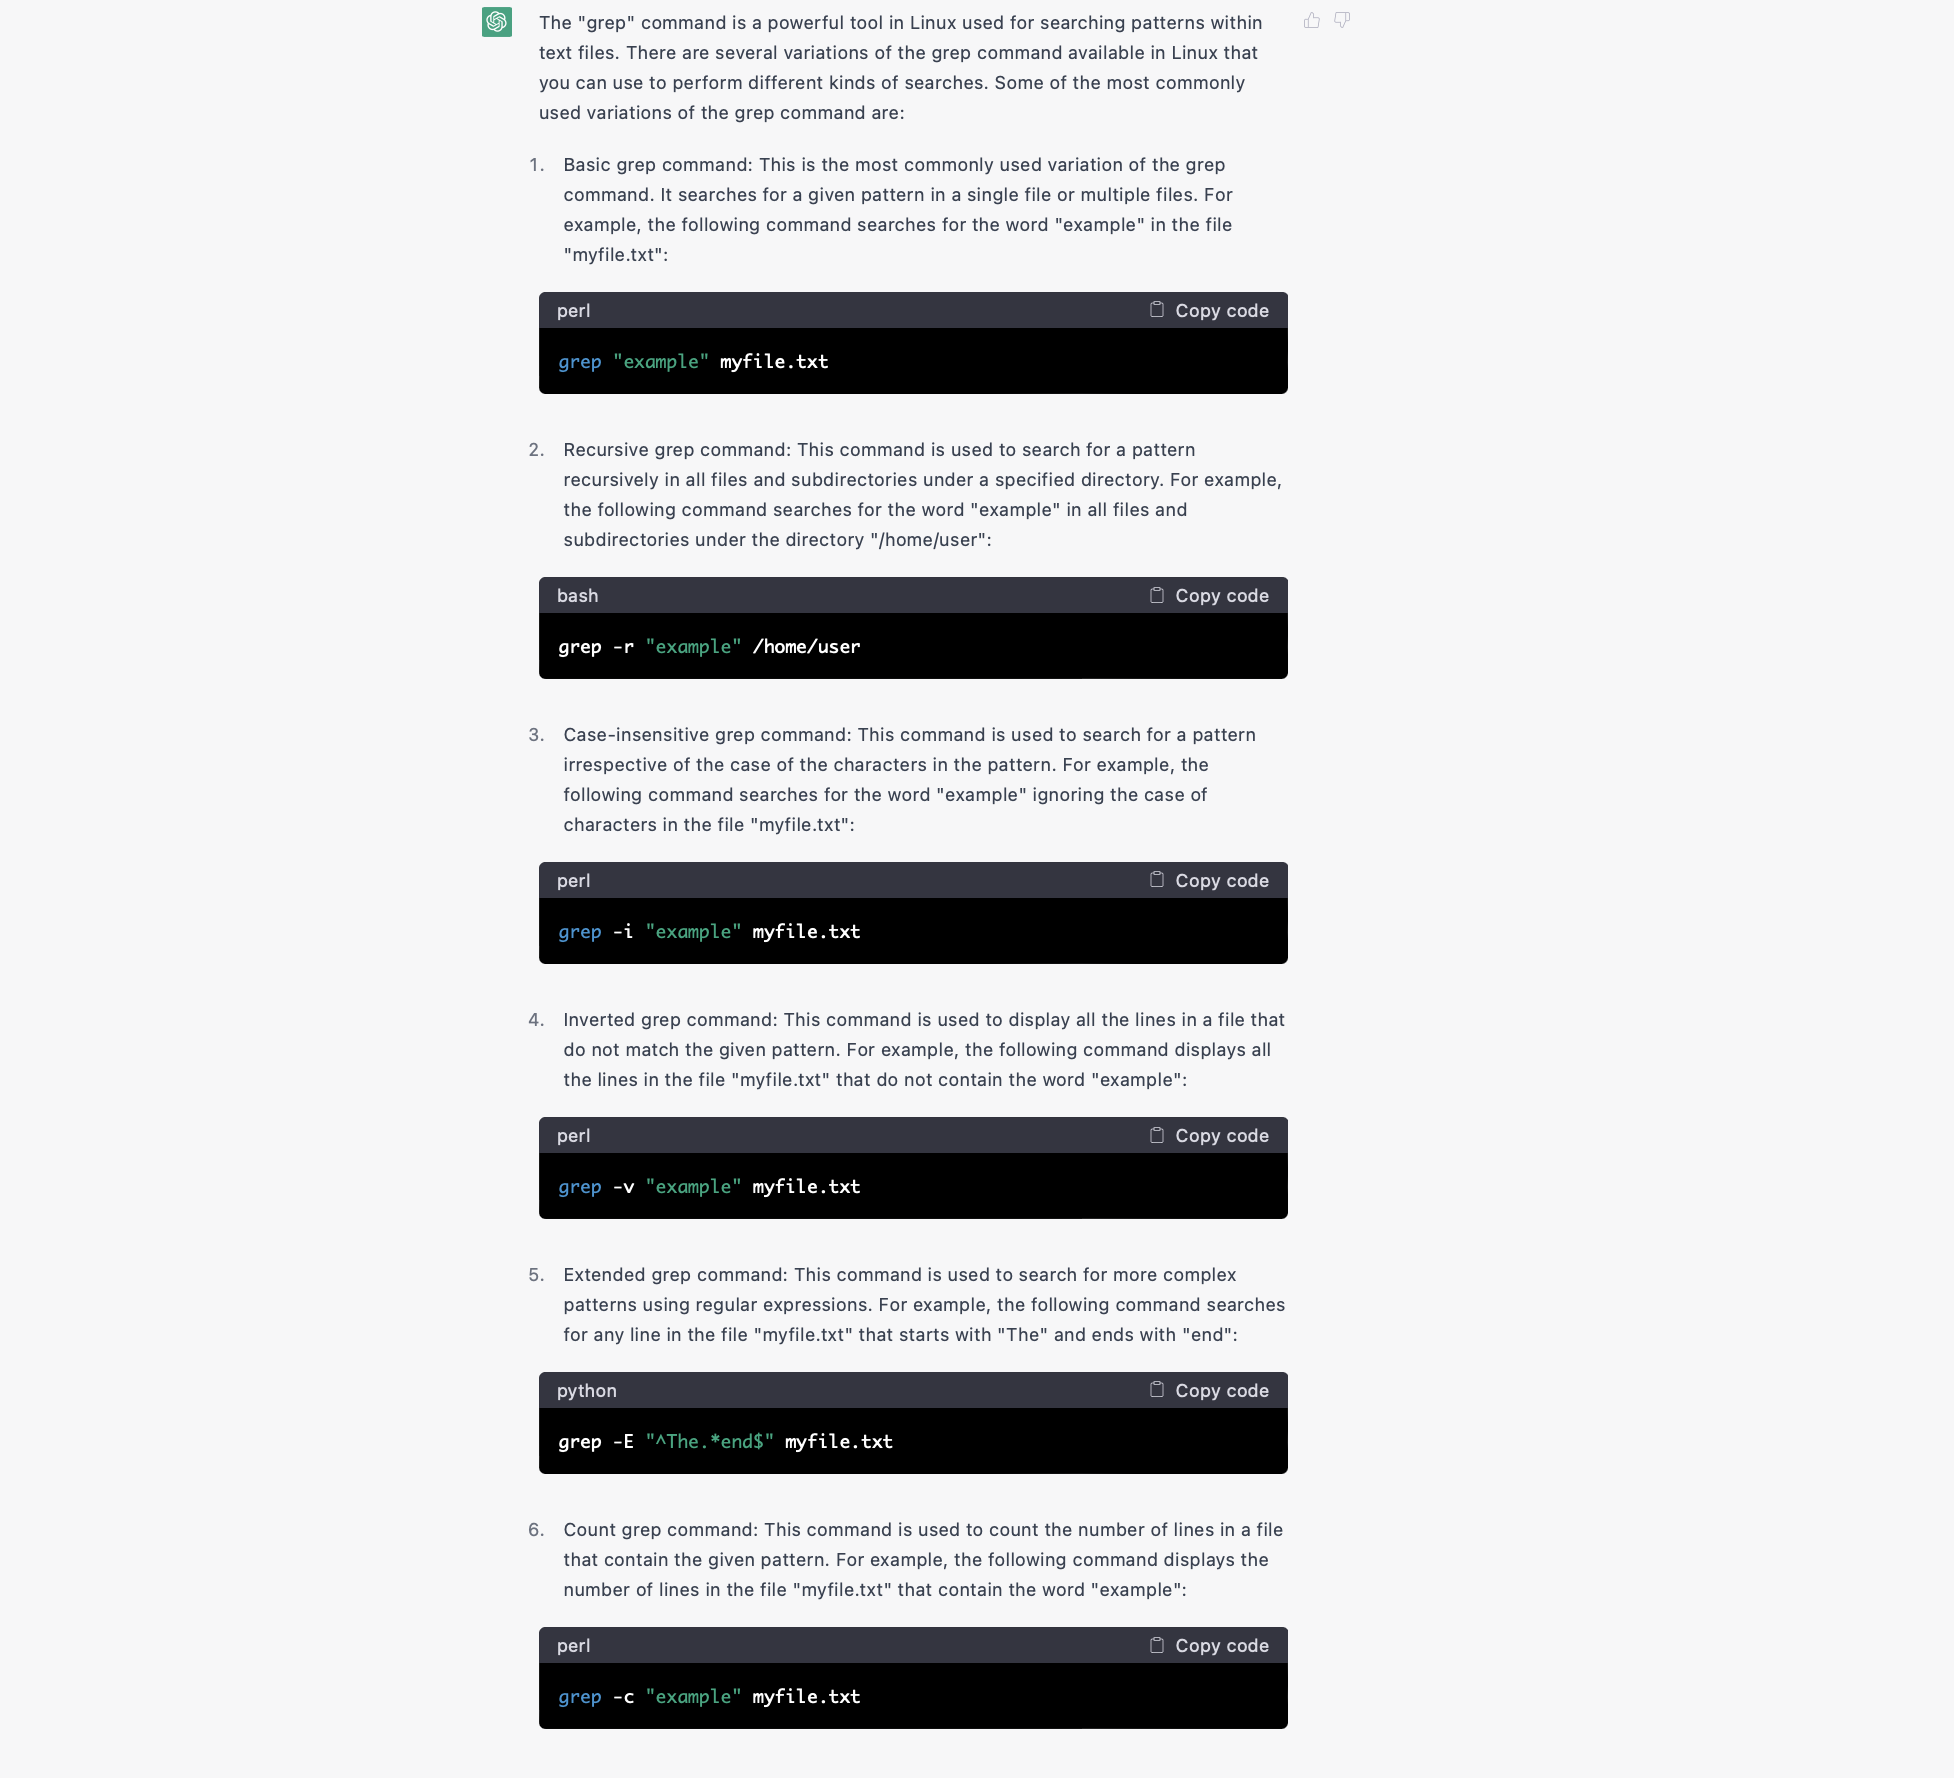 The "grep" command is a powerful tool in Linux used for searching patterns within
text files. There are several variations of the grep command available in Linux that
you can use to perform different kinds of searches. Some of the most commonly
used variations of the grep command are:
1. Basic grep command: This is the most commonly used variation of the grep
command. It searches for a given pattern in a single file or multiple files. For
example, the following command searches for the word "example" in the file
"myfile.txt":
perl Copy code
grep "example" myfile.txt
2. Recursive grep command: This command is used to search for a pattern
recursively in all files and subdirectories under a specified directory. For example,
the following command searches for the word "example" in all files and
subdirectories under the directory "/home/user":
bash Copy code
grep -r "example" /home/user
3. Case-insensitive grep command: This command is used to search for a pattern
irrespective of the case of the characters in the pattern. For example, the
following command searches for the word "example" ignoring the case of
characters in the file "myfile.txt":
perl Copy code
grep -i "example" myfile.txt
4. Inverted grep command: This command is used to display all the lines in a file that
do not match the given pattern. For example, the following command displays all
the lines in the file "myfile.txt" that do not contain the word "example":
perl Copy code
grep -v "example" myfile.txt
5. Extended grep command: This command is used to search for more complex
patterns using regular expressions. For example, the following command searches
for any line in the file "myfile.txt" that starts with "The" and ends with "end":
python Copy code
grep -E "^The.*end$" myfile.txt
6. Count grep command: This command is used to count the number of lines in a file
that contain the given pattern. For example, the following command displays the
number of lines in the file "myfile.txt" that contain the word "example":
perl Copy code
grep -c "example" myfile.txt